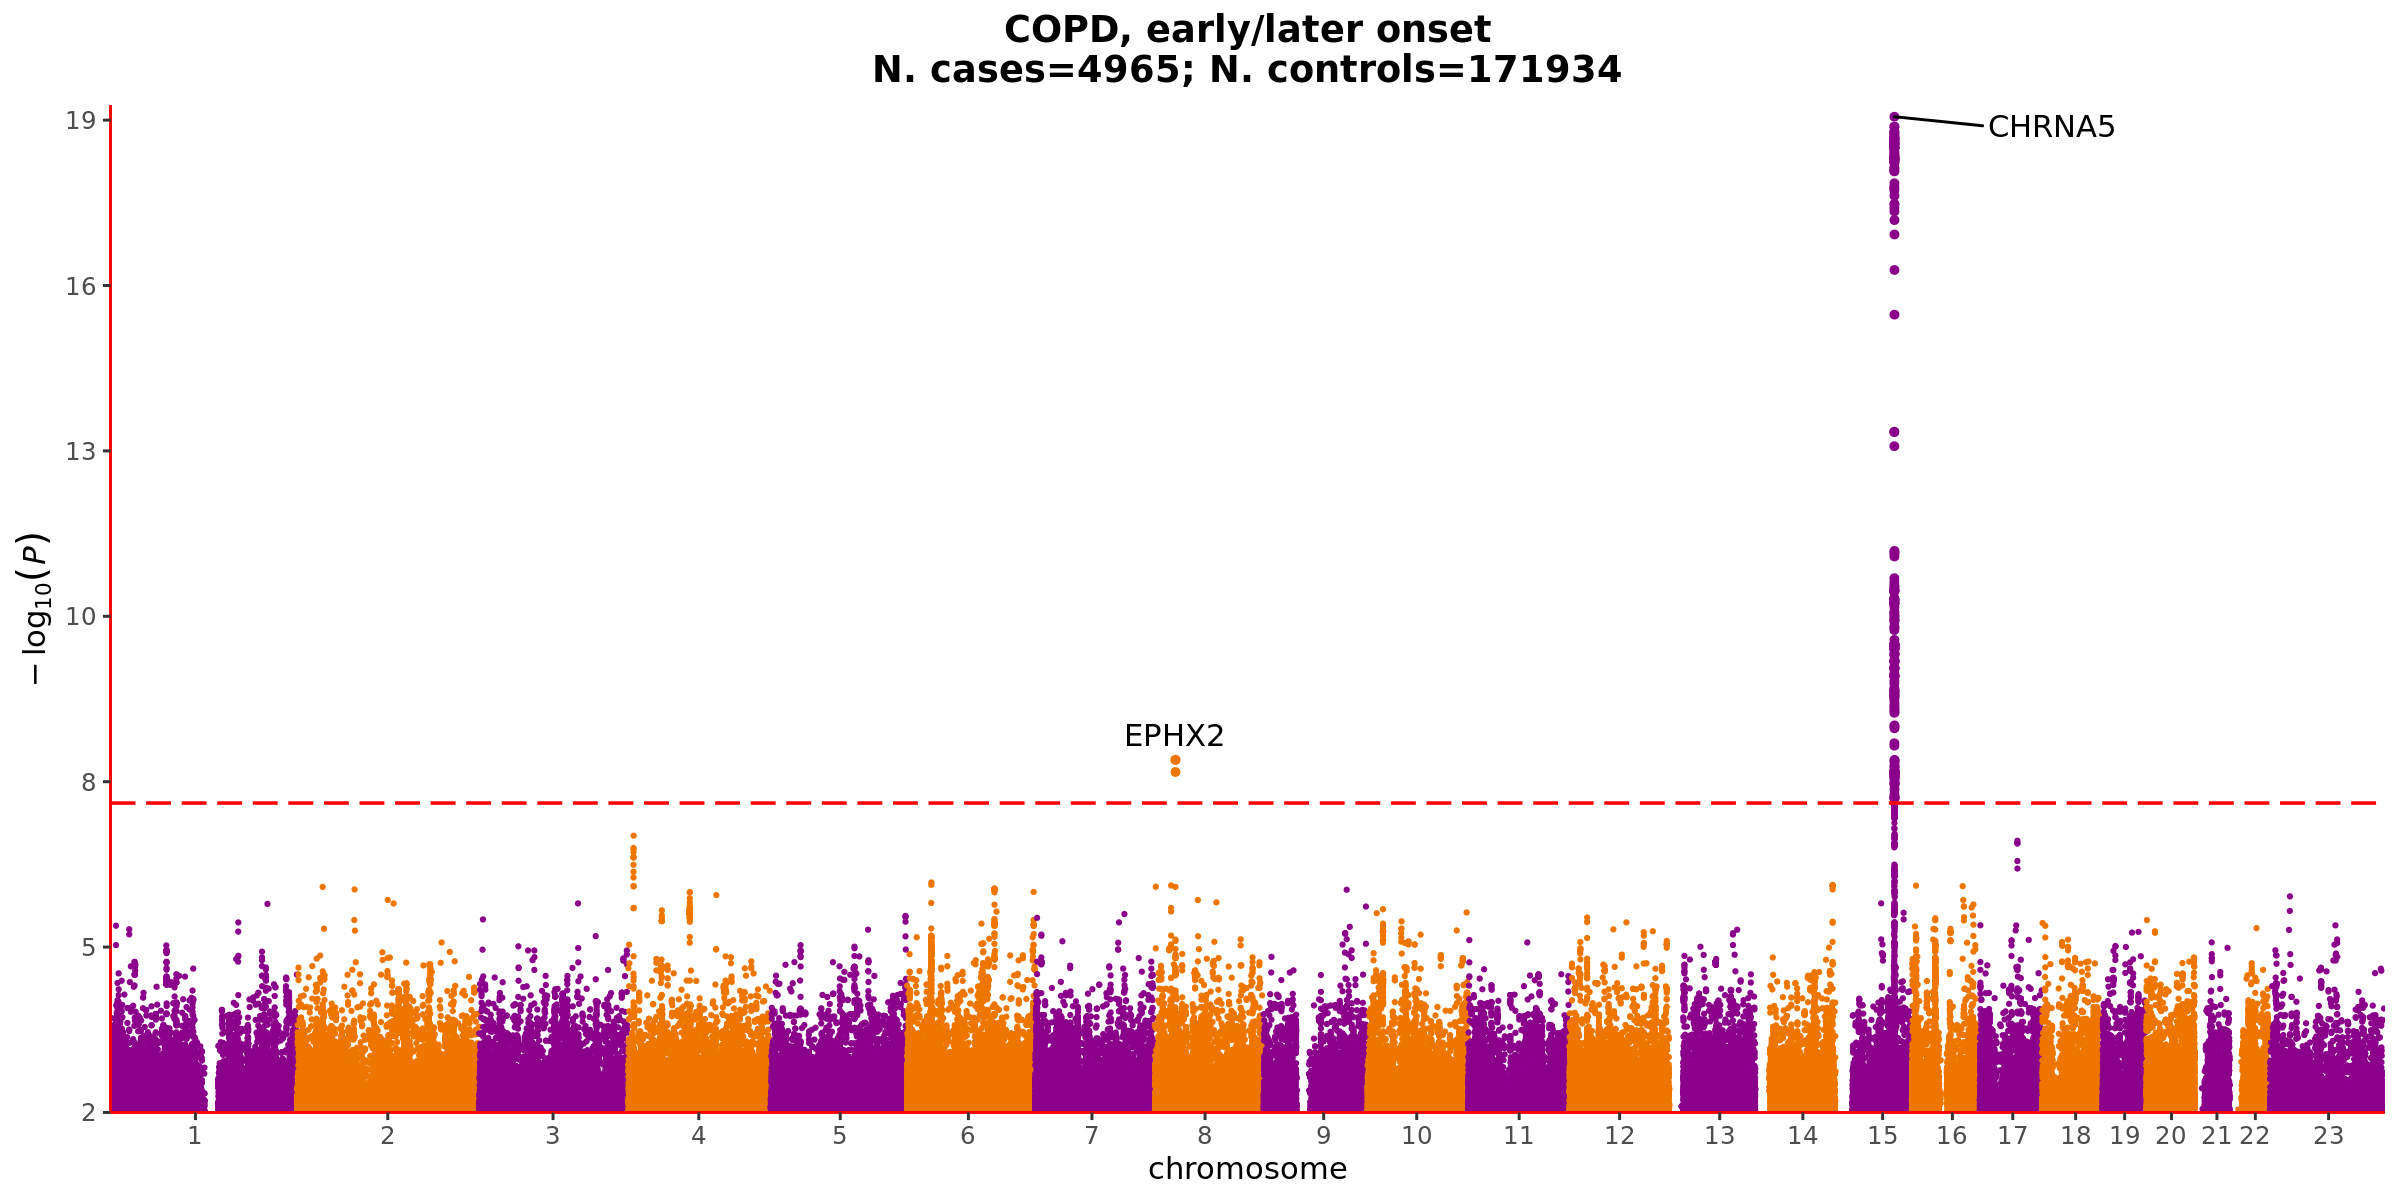 COPD, early/later onset
N. cases=4965; N. controls=171934
19
CHRNA5
16
13
− log₁₀(P)
10
EPHX2
8
5
2
1 2 3 4 5 6 7 8 9 10 11 12 13 14 15 16 17 18 19 20 21 22 23
chromosome